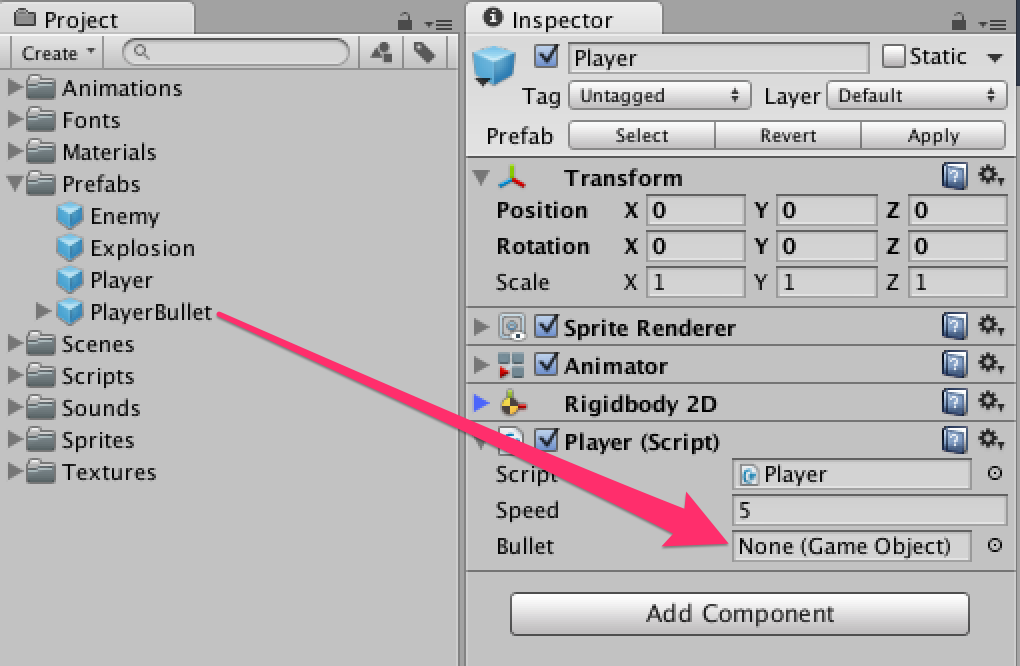 Project
Create
Animations
Fonts
Materials
Prefabs
Enemy
Explosion
Player
PlayerBullet
Scenes
Scripts
Sounds
Sprites
Textures
Inspector
Player Static
Tag Untagged Layer Default
Prefab Select Revert Apply
Transform
Position X 0 Y 0 Z 0
Rotation X 0 Y 0 Z 0
Scale X 1 Y 1 Z 1
Sprite Renderer
Animator
Rigidbody 2D
Player (Script)
Script Player
Speed 5
Bullet None (Game Object)
Add Component